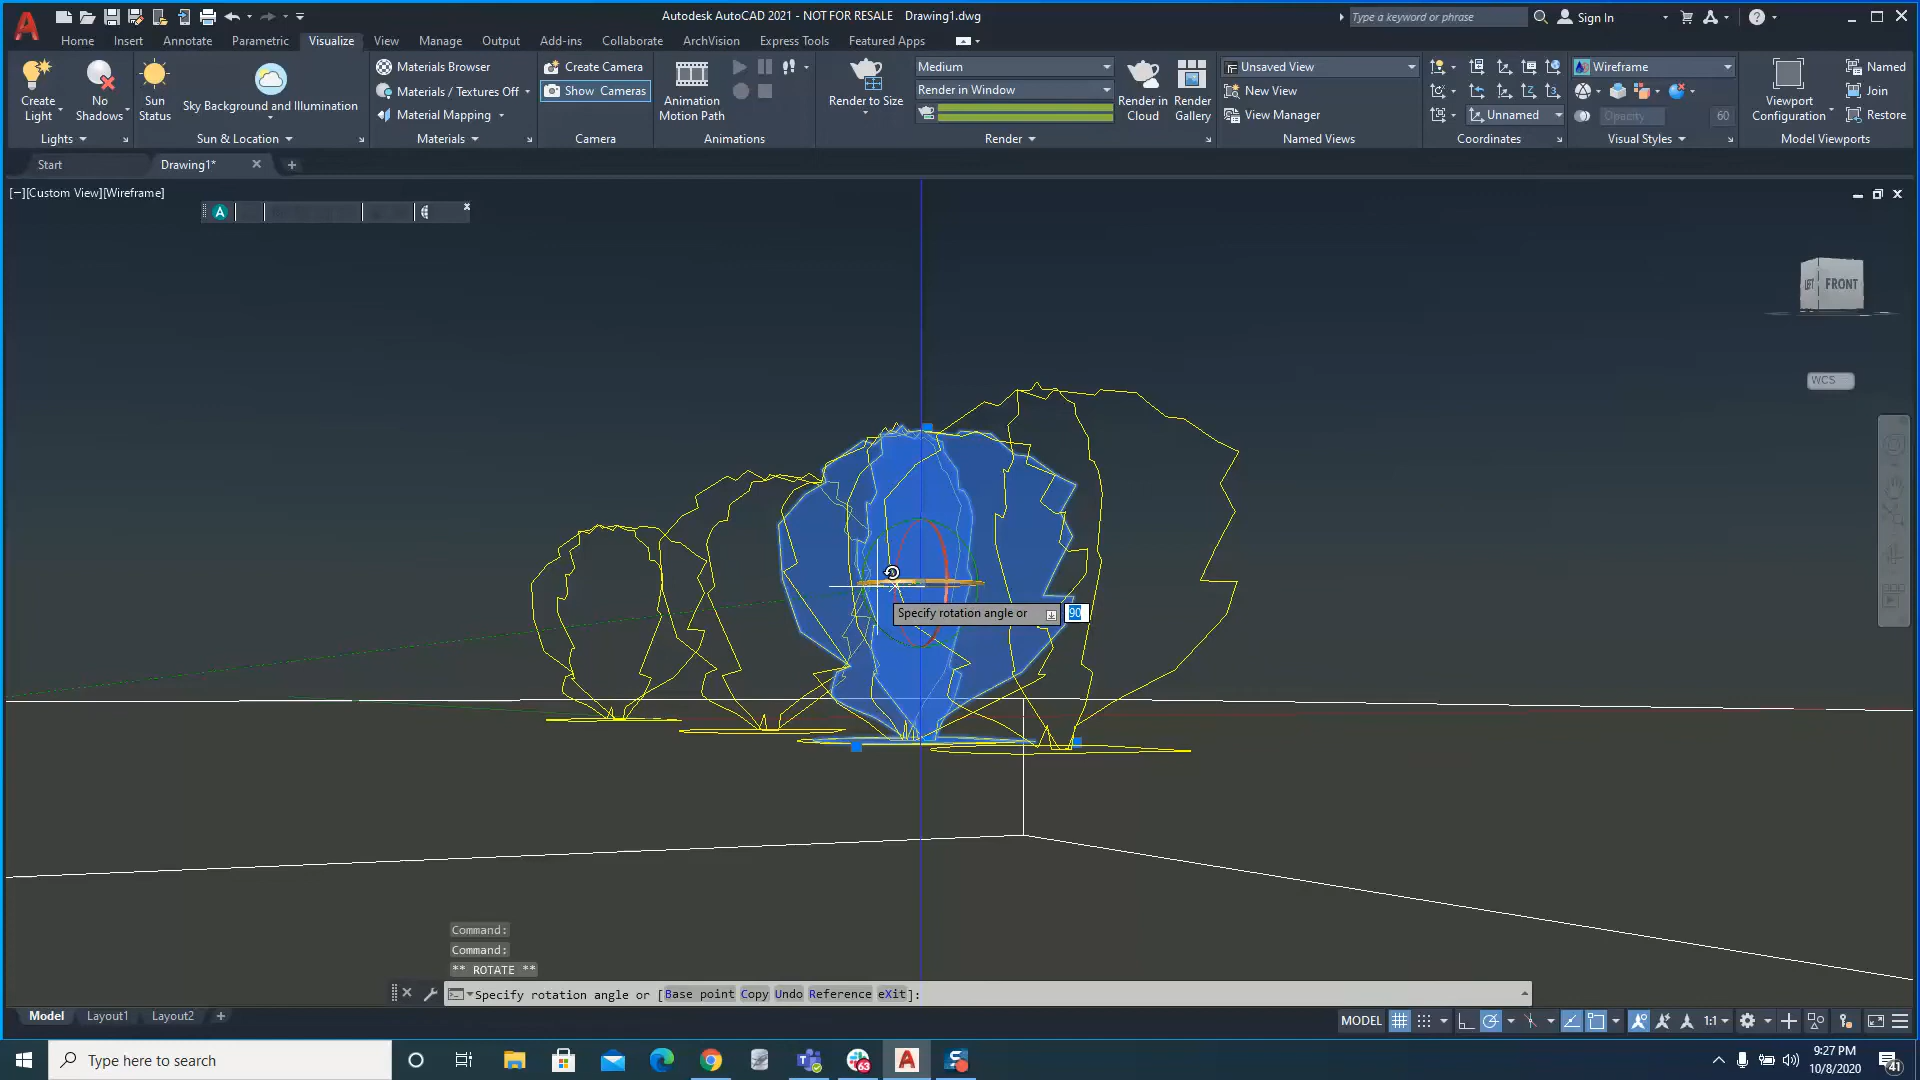 Autodesk AutoCAD 2021 - NOT FOR RESALE Drawing1.dwg
Type a keyword or phrase
Sign In
Home Insert Annotate Parametric Visualize View Manage Output Add-ins Collaborate ArchVision Express Tools Featured Apps
Create Light
No Shadows
Lights
Sun Status
Sky Background and Illumination
Sun & Location
Materials Browser
Materials / Textures Off
Material Mapping
Materials
Create Camera
Show Cameras
Camera
Animation Motion Path
Animations
Render to Size
Medium
Render in Window
Render in Cloud
Render Gallery
Render
Unsaved View
New View
View Manager
Named Views
Unnamed
Coordinates
Wireframe
Opacity 60
Visual Styles
Viewport Configuration
Named
Join
Restore
Model Viewports
Start Drawing1*
[−][Custom View][Wireframe]
LEFT FRONT
WCS
Specify rotation angle or 90
Command:
Command:
** ROTATE **
Specify rotation angle or [Base point Copy Undo Reference eXit]:
Model Layout1 Layout2
MODEL 1:1
Type here to search
63
9:27 PM
10/8/2020
41